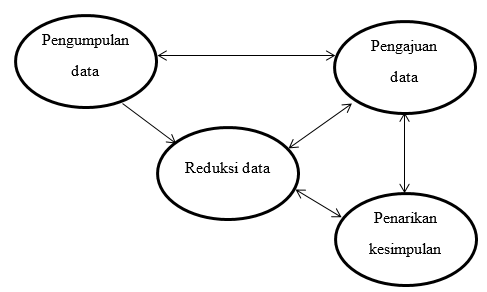 Pengumpulan
data
Pengajuan
data
Reduksi data
Penarikan
kesimpulan